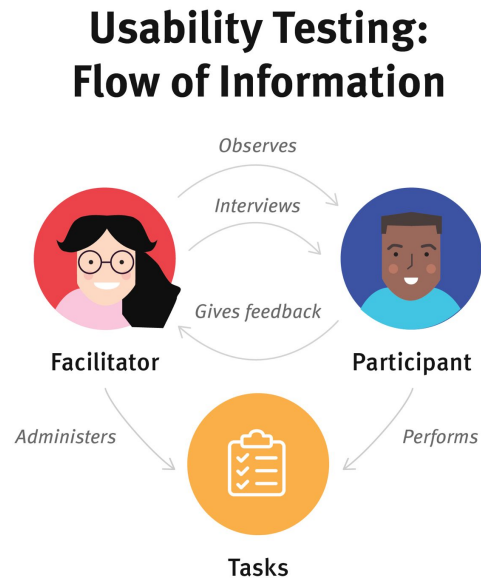 Usability Testing:
Flow of Information
Observes
Interviews
Gives feedback
Facilitator
Participant
Administers
Performs
Tasks